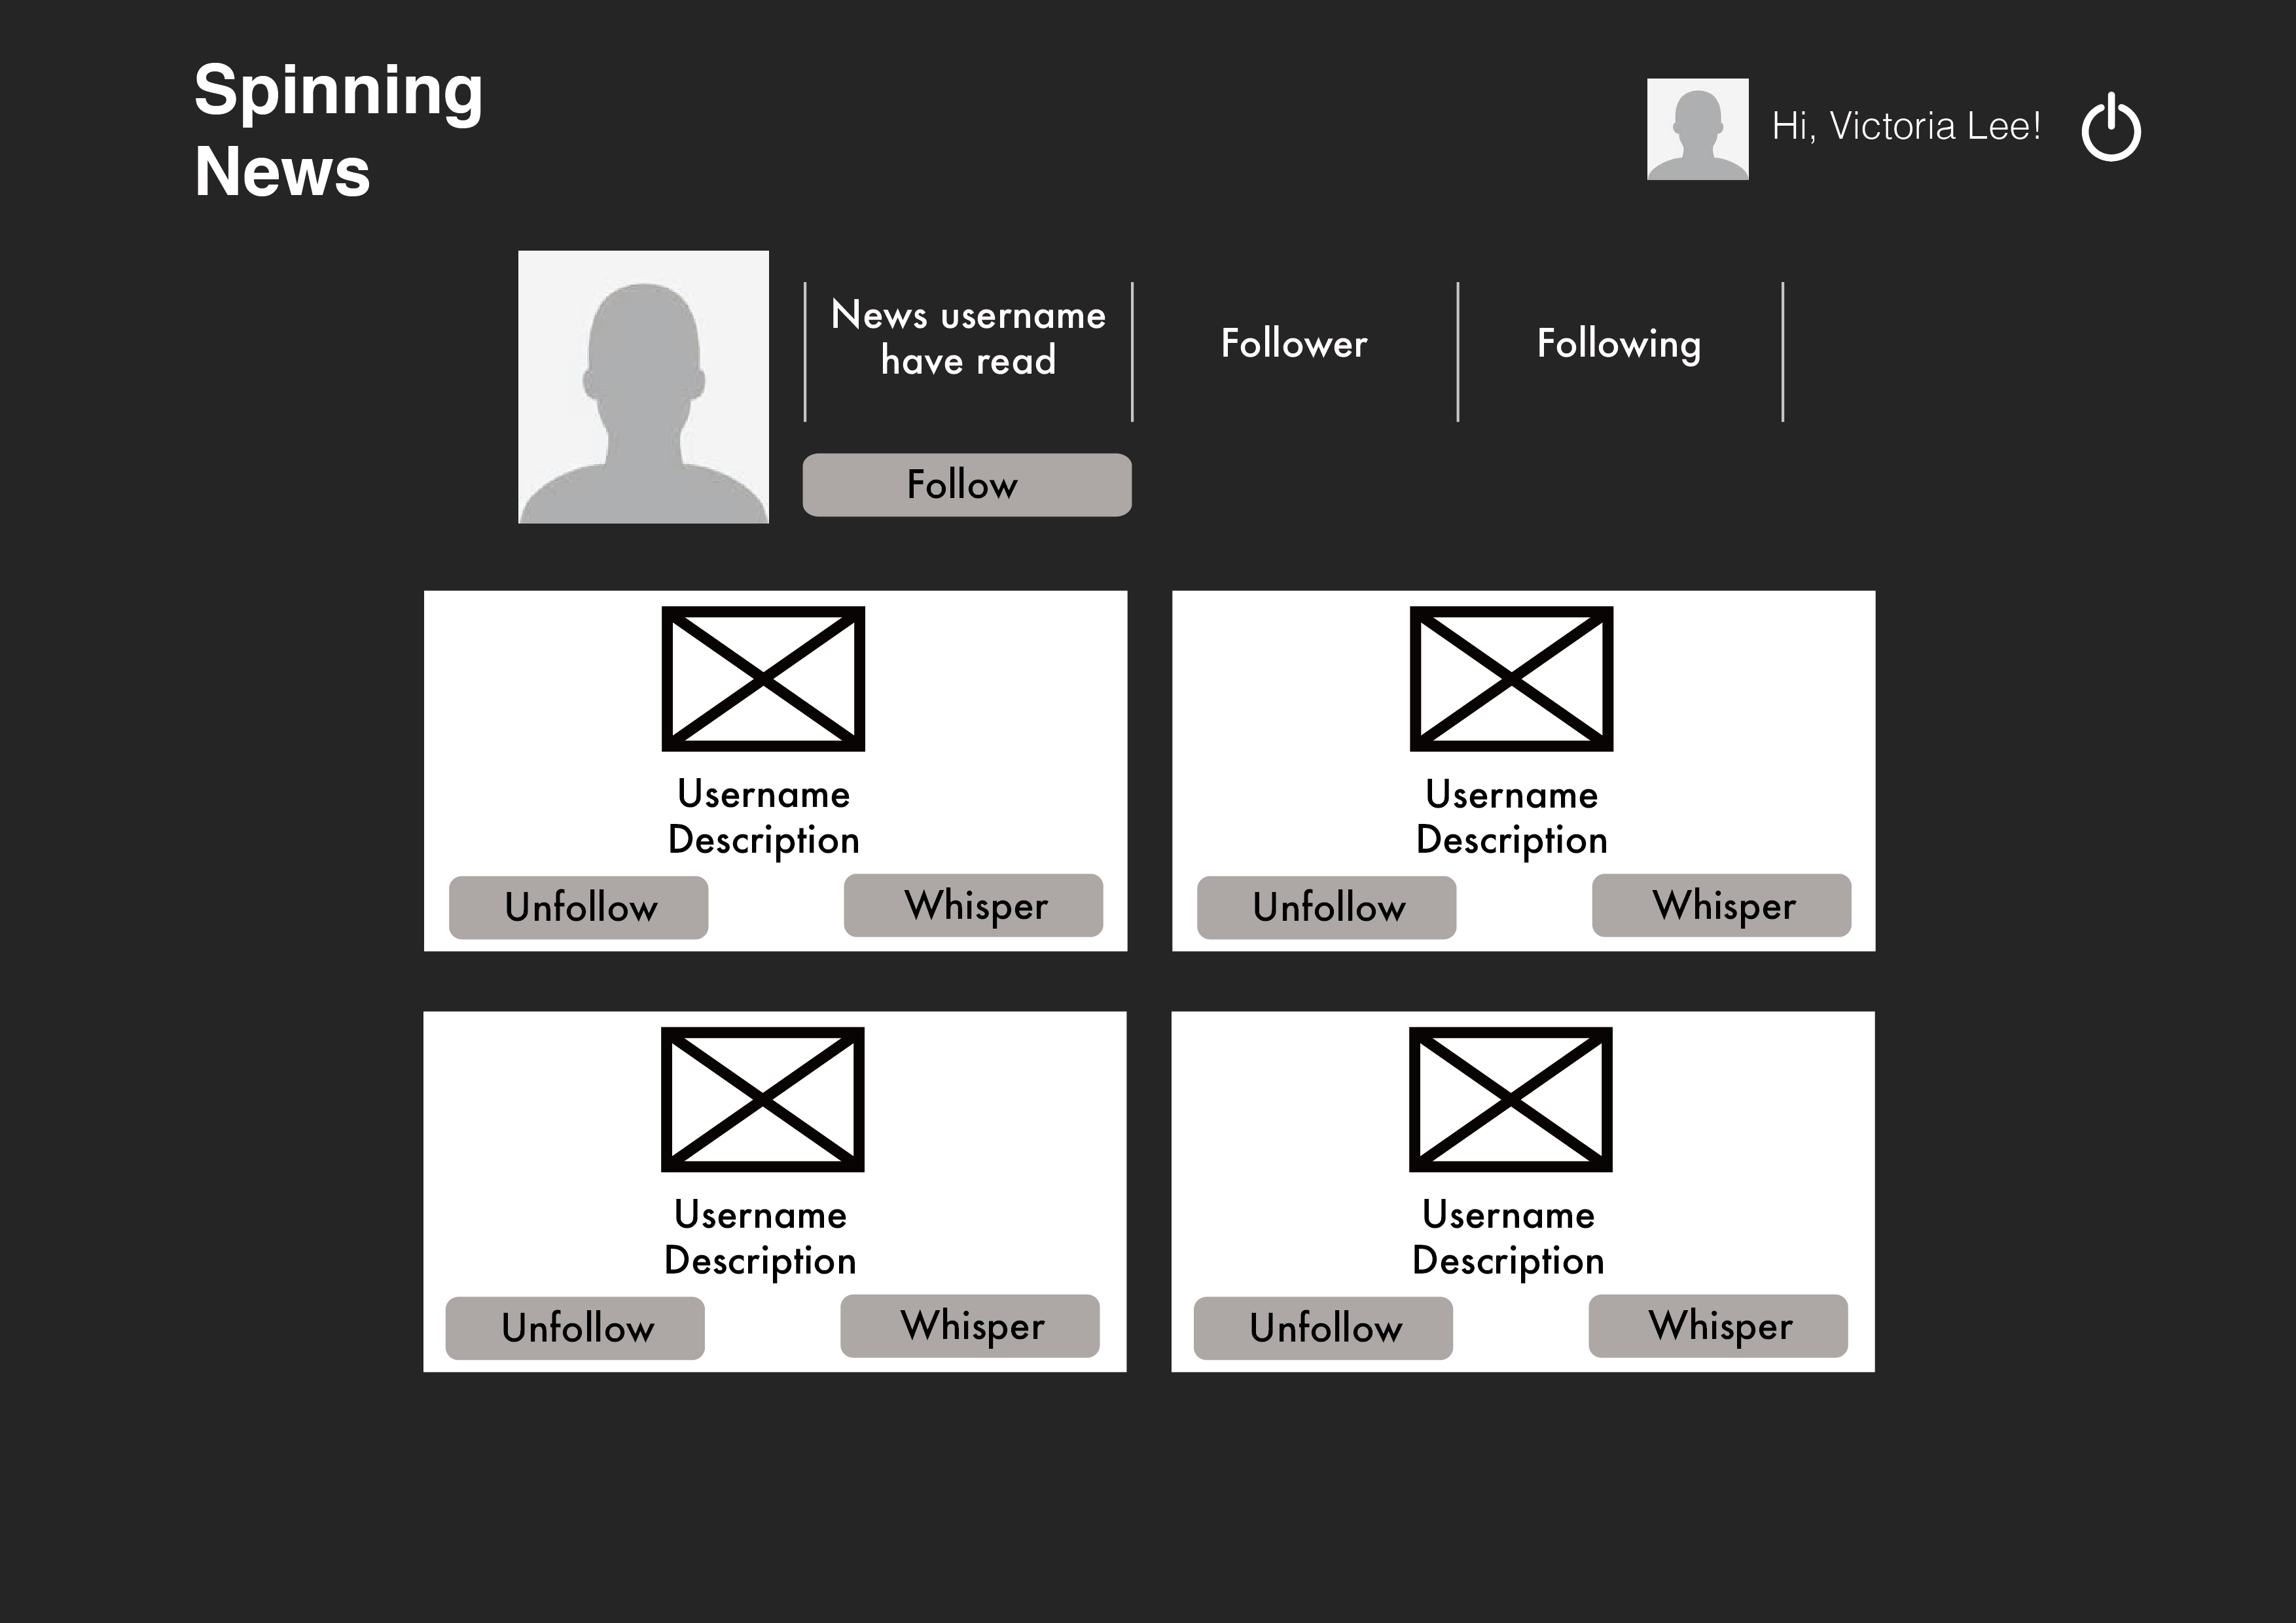 Spinning
News
Hi, Victoria Lee!
News username
have read
Follower
Following
Follow
Username
Description
Unfollow
Whisper
Username
Description
Unfollow
Whisper
Username
Description
Unfollow
Whisper
Username
Description
Unfollow
Whisper